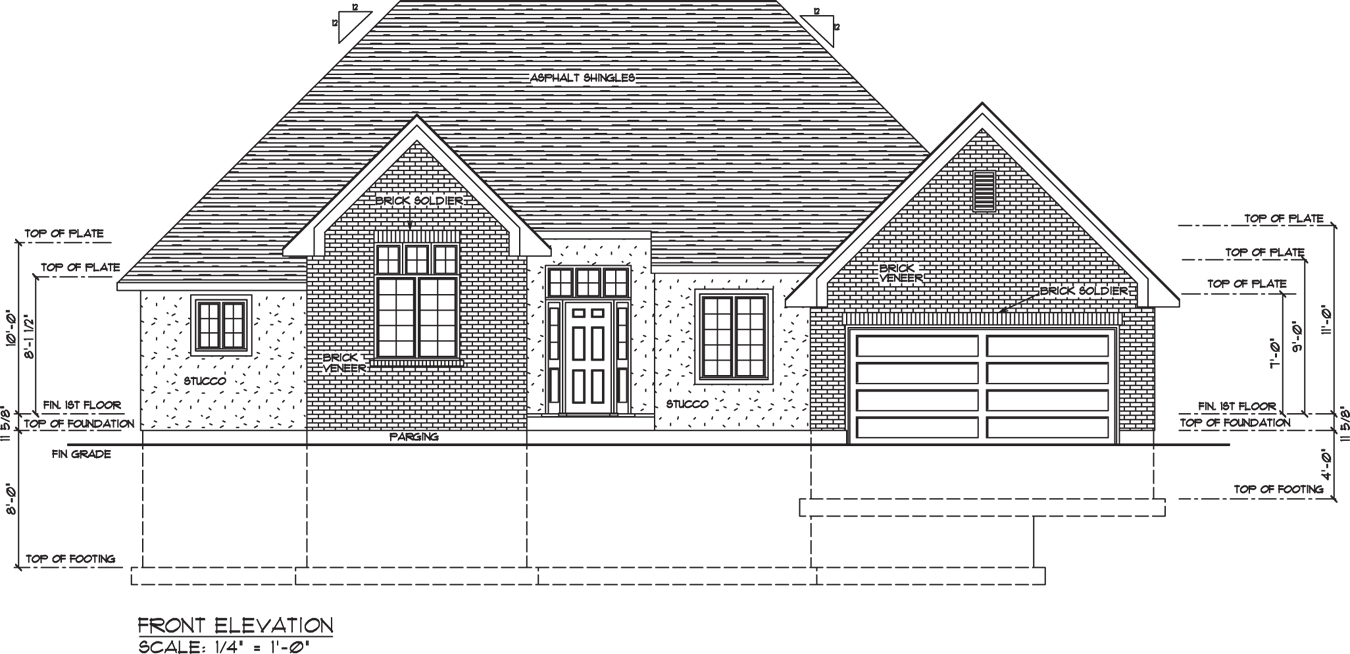 12
12
12
12
ASPHALT SHINGLES
BRICK SOLDIER
TOP OF PLATE
TOP OF PLATE
10'-0"
8'-1 1/2"
STUCCO
BRICK
VENEER
FIN. 1ST FLOOR
TOP OF FOUNDATION
11 5/8"
PARGING
FIN GRADE
8'-0"
TOP OF FOOTING
STUCCO
BRICK
VENEER
BRICK SOLDIER
TOP OF PLATE
TOP OF PLATE
TOP OF PLATE
11'-0"
9'-0"
7'-0"
FIN. 1ST FLOOR
TOP OF FOUNDATION
11 5/8"
4'-0"
TOP OF FOOTING
FRONT ELEVATION
SCALE: 1/4" = 1'-0"